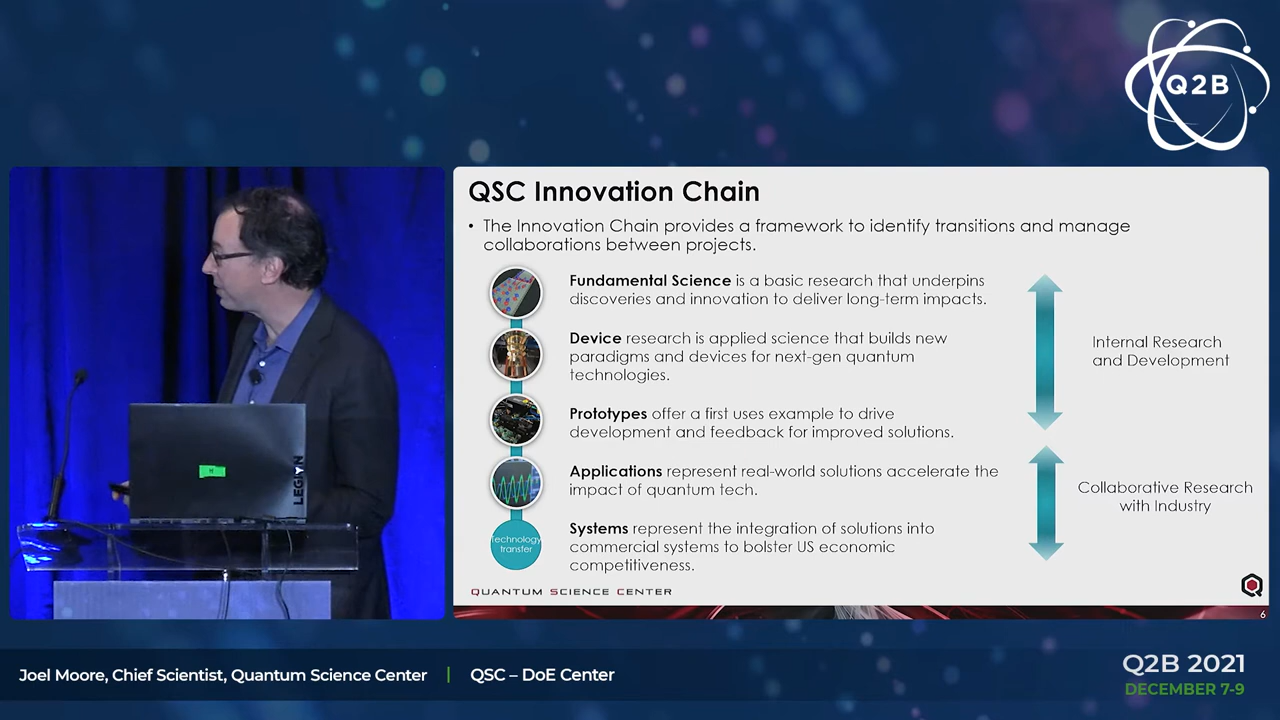 Q2B
QSC Innovation Chain
• The Innovation Chain provides a framework to identify transitions and manage
collaborations between projects.
Fundamental Science is a basic research that underpins
discoveries and innovation to deliver long-term impacts.
Device research is applied science that builds new
paradigms and devices for next-gen quantum
technologies.
Prototypes offer a first uses example to drive
development and feedback for improved solutions.
Applications represent real-world solutions accelerate the
impact of quantum tech.
Technology
transfer
Systems represent the integration of solutions into
commercial systems to bolster US economic
competitiveness.
Internal Research
and Development
Collaborative Research
with Industry
QUANTUM SCIENCE CENTER
6
LEGION
H
Joel Moore, Chief Scientist, Quantum Science Center | QSC – DoE Center
Q2B 2021
DECEMBER 7-9